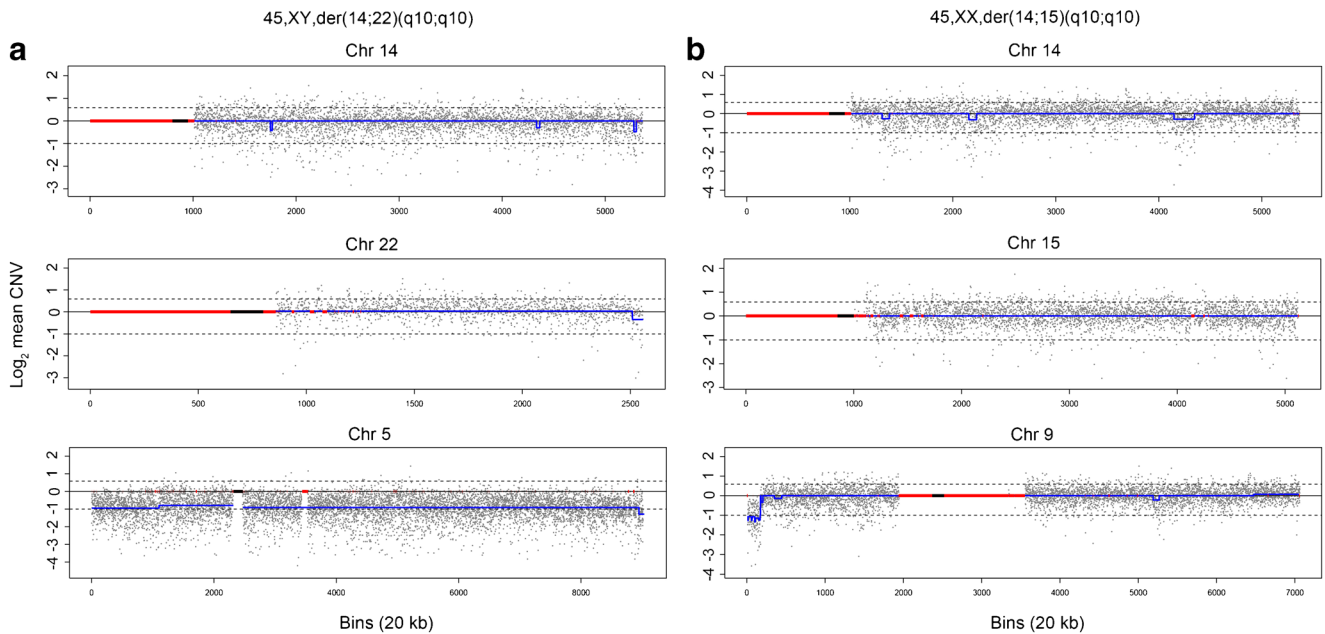 45,XY,der(14;22)(q10;q10)
45,XX,der(14;15)(q10;q10)
a
b
Chr 14
2
1
0
-1
-2
-3
0 1000 2000 3000 4000 5000
Chr 14
2
1
0
-1
-2
-3
-4
0 1000 2000 3000 4000 5000
Log2 mean CNV
Chr 22
2
1
0
-1
-2
-3
0 500 1000 1500 2000 2500
Chr 15
2
1
0
-1
-2
-3
0 1000 2000 3000 4000 5000
Chr 5
2
1
0
-1
-2
-3
-4
0 2000 4000 6000 8000
Bins (20 kb)
Chr 9
2
1
0
-1
-2
-3
-4
0 1000 2000 3000 4000 5000 6000 7000
Bins (20 kb)